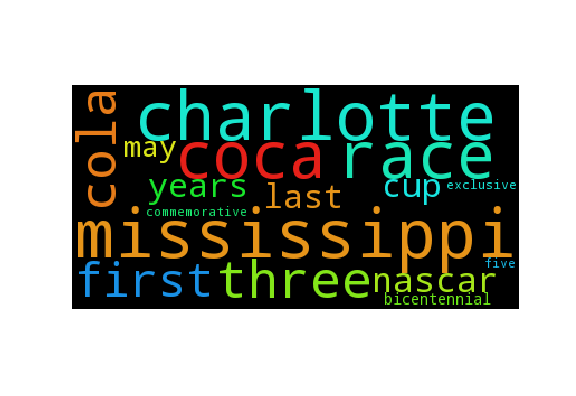 cola
charlotte
may
coca
race
years
last
cup
exclusive
commemorative
mississippi
first
three
nascar
five
bicentennial